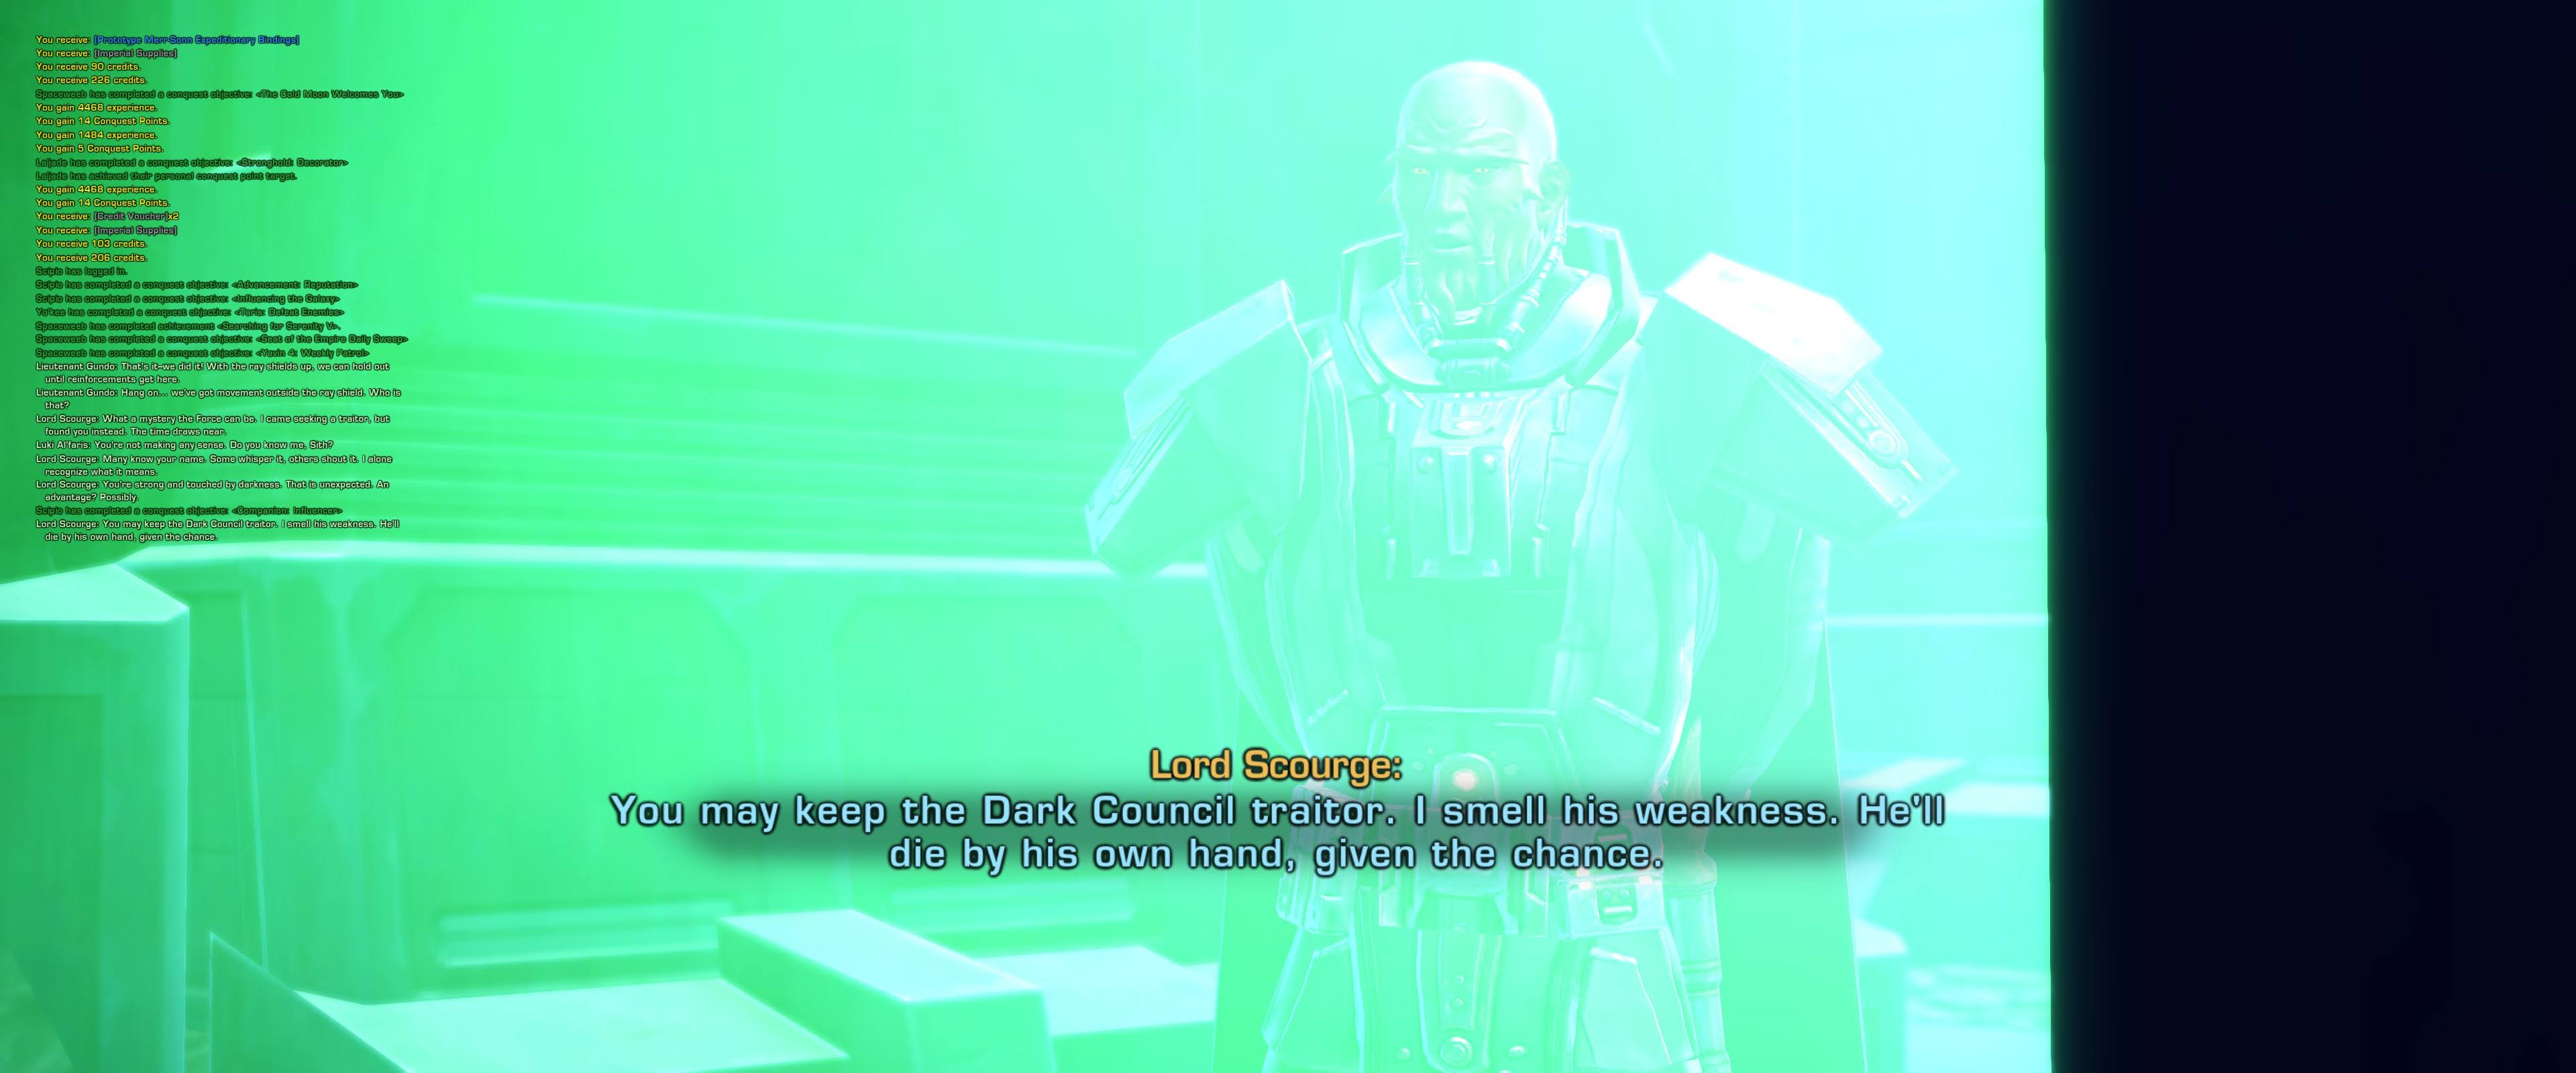 You receive: [Prototype Merr-Sonn Expeditionary Bindings]
You receive: [Imperial Supplies]
You receive 90 credits.
You receive 226 credits.
Spaceweeb has completed a conquest objective: <The Cold Moon Welcomes You>
You gain 4468 experience.
You gain 14 Conquest Points.
You gain 1484 experience.
You gain 5 Conquest Points.
La'jade has completed a conquest objective: <Stronghold: Decorator>
La'jade has achieved their personal conquest point target.
You gain 4468 experience.
You gain 14 Conquest Points.
You receive: [Credit Voucher]x2
You receive: [Imperial Supplies]
You receive 103 credits.
You receive 206 credits.
Scipio has logged in.
Scipio has completed a conquest objective: <Advancement: Reputation>
Scipio has completed a conquest objective: <Influencing the Galaxy>
Yo'kee has completed a conquest objective: <Taris: Defeat Enemies>
Spaceweeb has completed achievement <Searching for Serenity V>.
Spaceweeb has completed a conquest objective: <Seat of the Empire Daily Sweep>
Spaceweeb has completed a conquest objective: <Yavin 4: Weekly Patrol>
Lieutenant Gundo: That's it–we did it! With the ray shields up, we can hold out
until reinforcements get here.
Lieutenant Gundo: Hang on... we've got movement outside the ray shield. Who is
that?
Lord Scourge: What a mystery the Force can be. I came seeking a traitor, but
found you instead. The time draws near.
Luki Al'faris: You're not making any sense. Do you know me, Sith?
Lord Scourge: Many know your name. Some whisper it, others shout it. I alone
recognize what it means.
Lord Scourge: You're strong and touched by darkness. That is unexpected. An
advantage? Possibly.
Scipio has completed a conquest objective: <Companion: Influencer>
Lord Scourge: You may keep the Dark Council traitor. I smell his weakness. He'll
die by his own hand, given the chance.
Lord Scourge:
You may keep the Dark Council traitor. I smell his weakness. He'll
die by his own hand, given the chance.